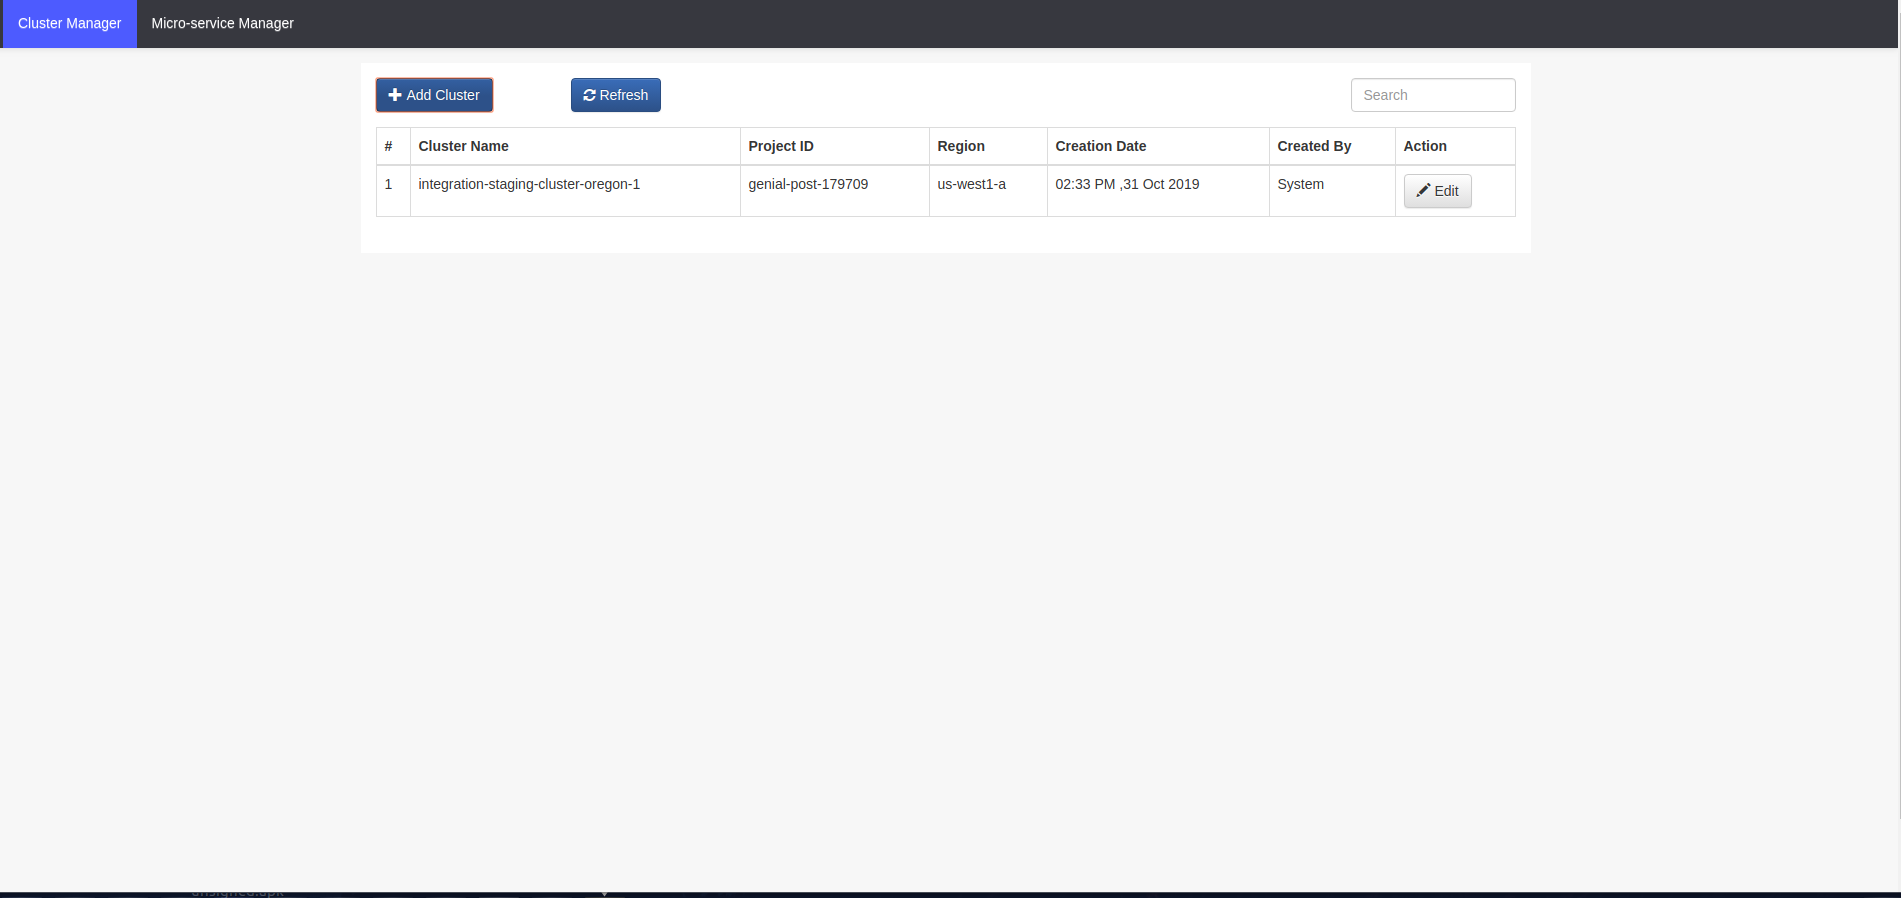 Cluster Manager Micro-service Manager
Add Cluster Refresh Search
# Cluster Name Project ID Region Creation Date Created By Action
1 integration-staging-cluster-oregon-1 genial-post-179709 us-west1-a 02:33 PM ,31 Oct 2019 System Edit